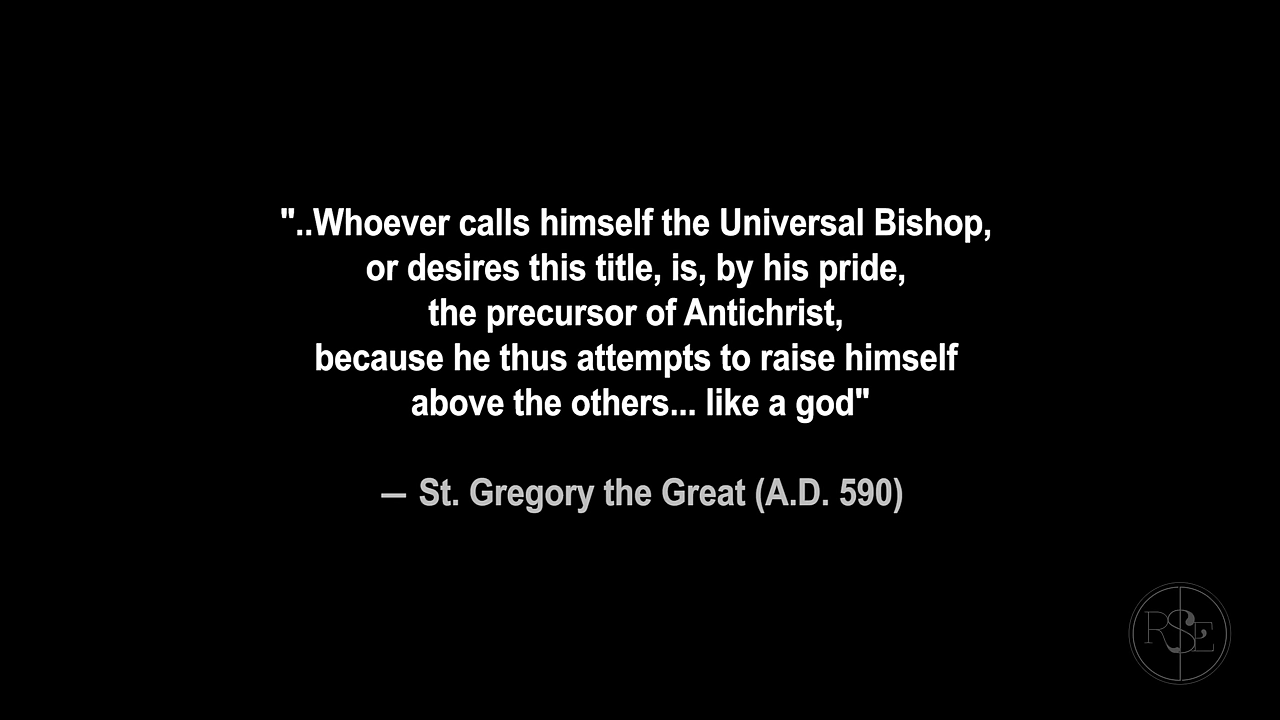 "..Whoever calls himself the Universal Bishop,
or desires this title, is, by his pride,
the precursor of Antichrist,
because he thus attempts to raise himself
above the others... like a god"
— St. Gregory the Great (A.D. 590)
RSE